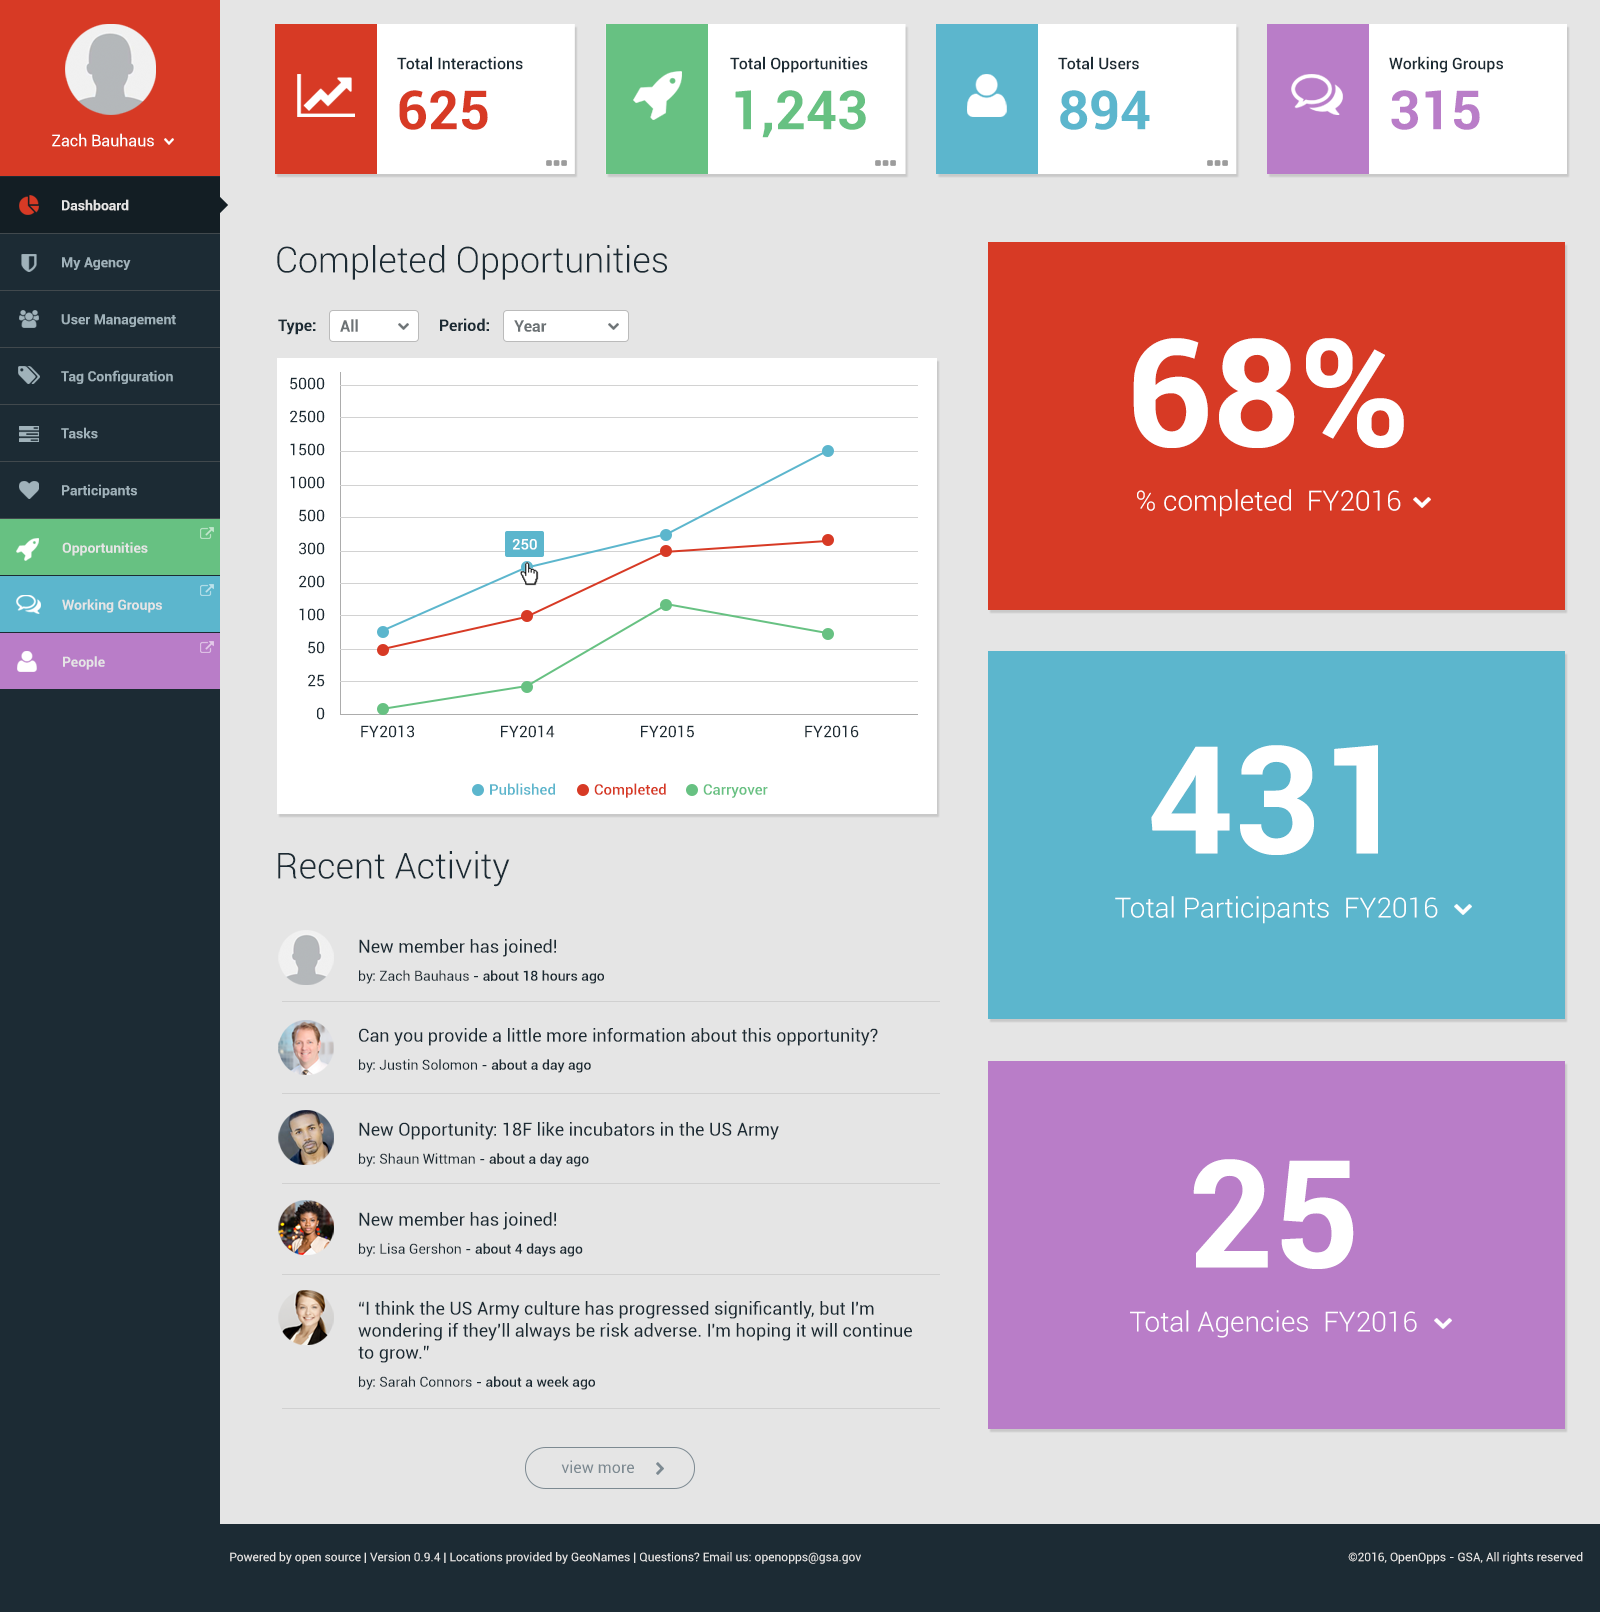 Zach Bauhaus
Dashboard
My Agency
User Management
Tag Configuration
Tasks
Participants
Opportunities
Working Groups
People
Total Interactions
625
Total Opportunities
1,243
Total Users
894
Working Groups
315
Completed Opportunities
Type: All Period: Year
5000
2500
1500
1000
500
300
200
100
50
25
0
250
FY2013 FY2014 FY2015 FY2016
Published Completed Carryover
68%
% completed FY2016
431
Total Participants FY2016
25
Total Agencies FY2016
Recent Activity
New member has joined!
by: Zach Bauhaus - about 18 hours ago
Can you provide a little more information about this opportunity?
by: Justin Solomon - about a day ago
New Opportunity: 18F like incubators in the US Army
by: Shaun Wittman - about a day ago
New member has joined!
by: Lisa Gershon - about 4 days ago
“I think the US Army culture has progressed significantly, but I'm
wondering if they'll always be risk adverse. I'm hoping it will continue
to grow.”
by: Sarah Connors - about a week ago
view more
Powered by open source | Version 0.9.4 | Locations provided by GeoNames | Questions? Email us: openopps@gsa.gov
©2016, OpenOpps - GSA, All rights reserved